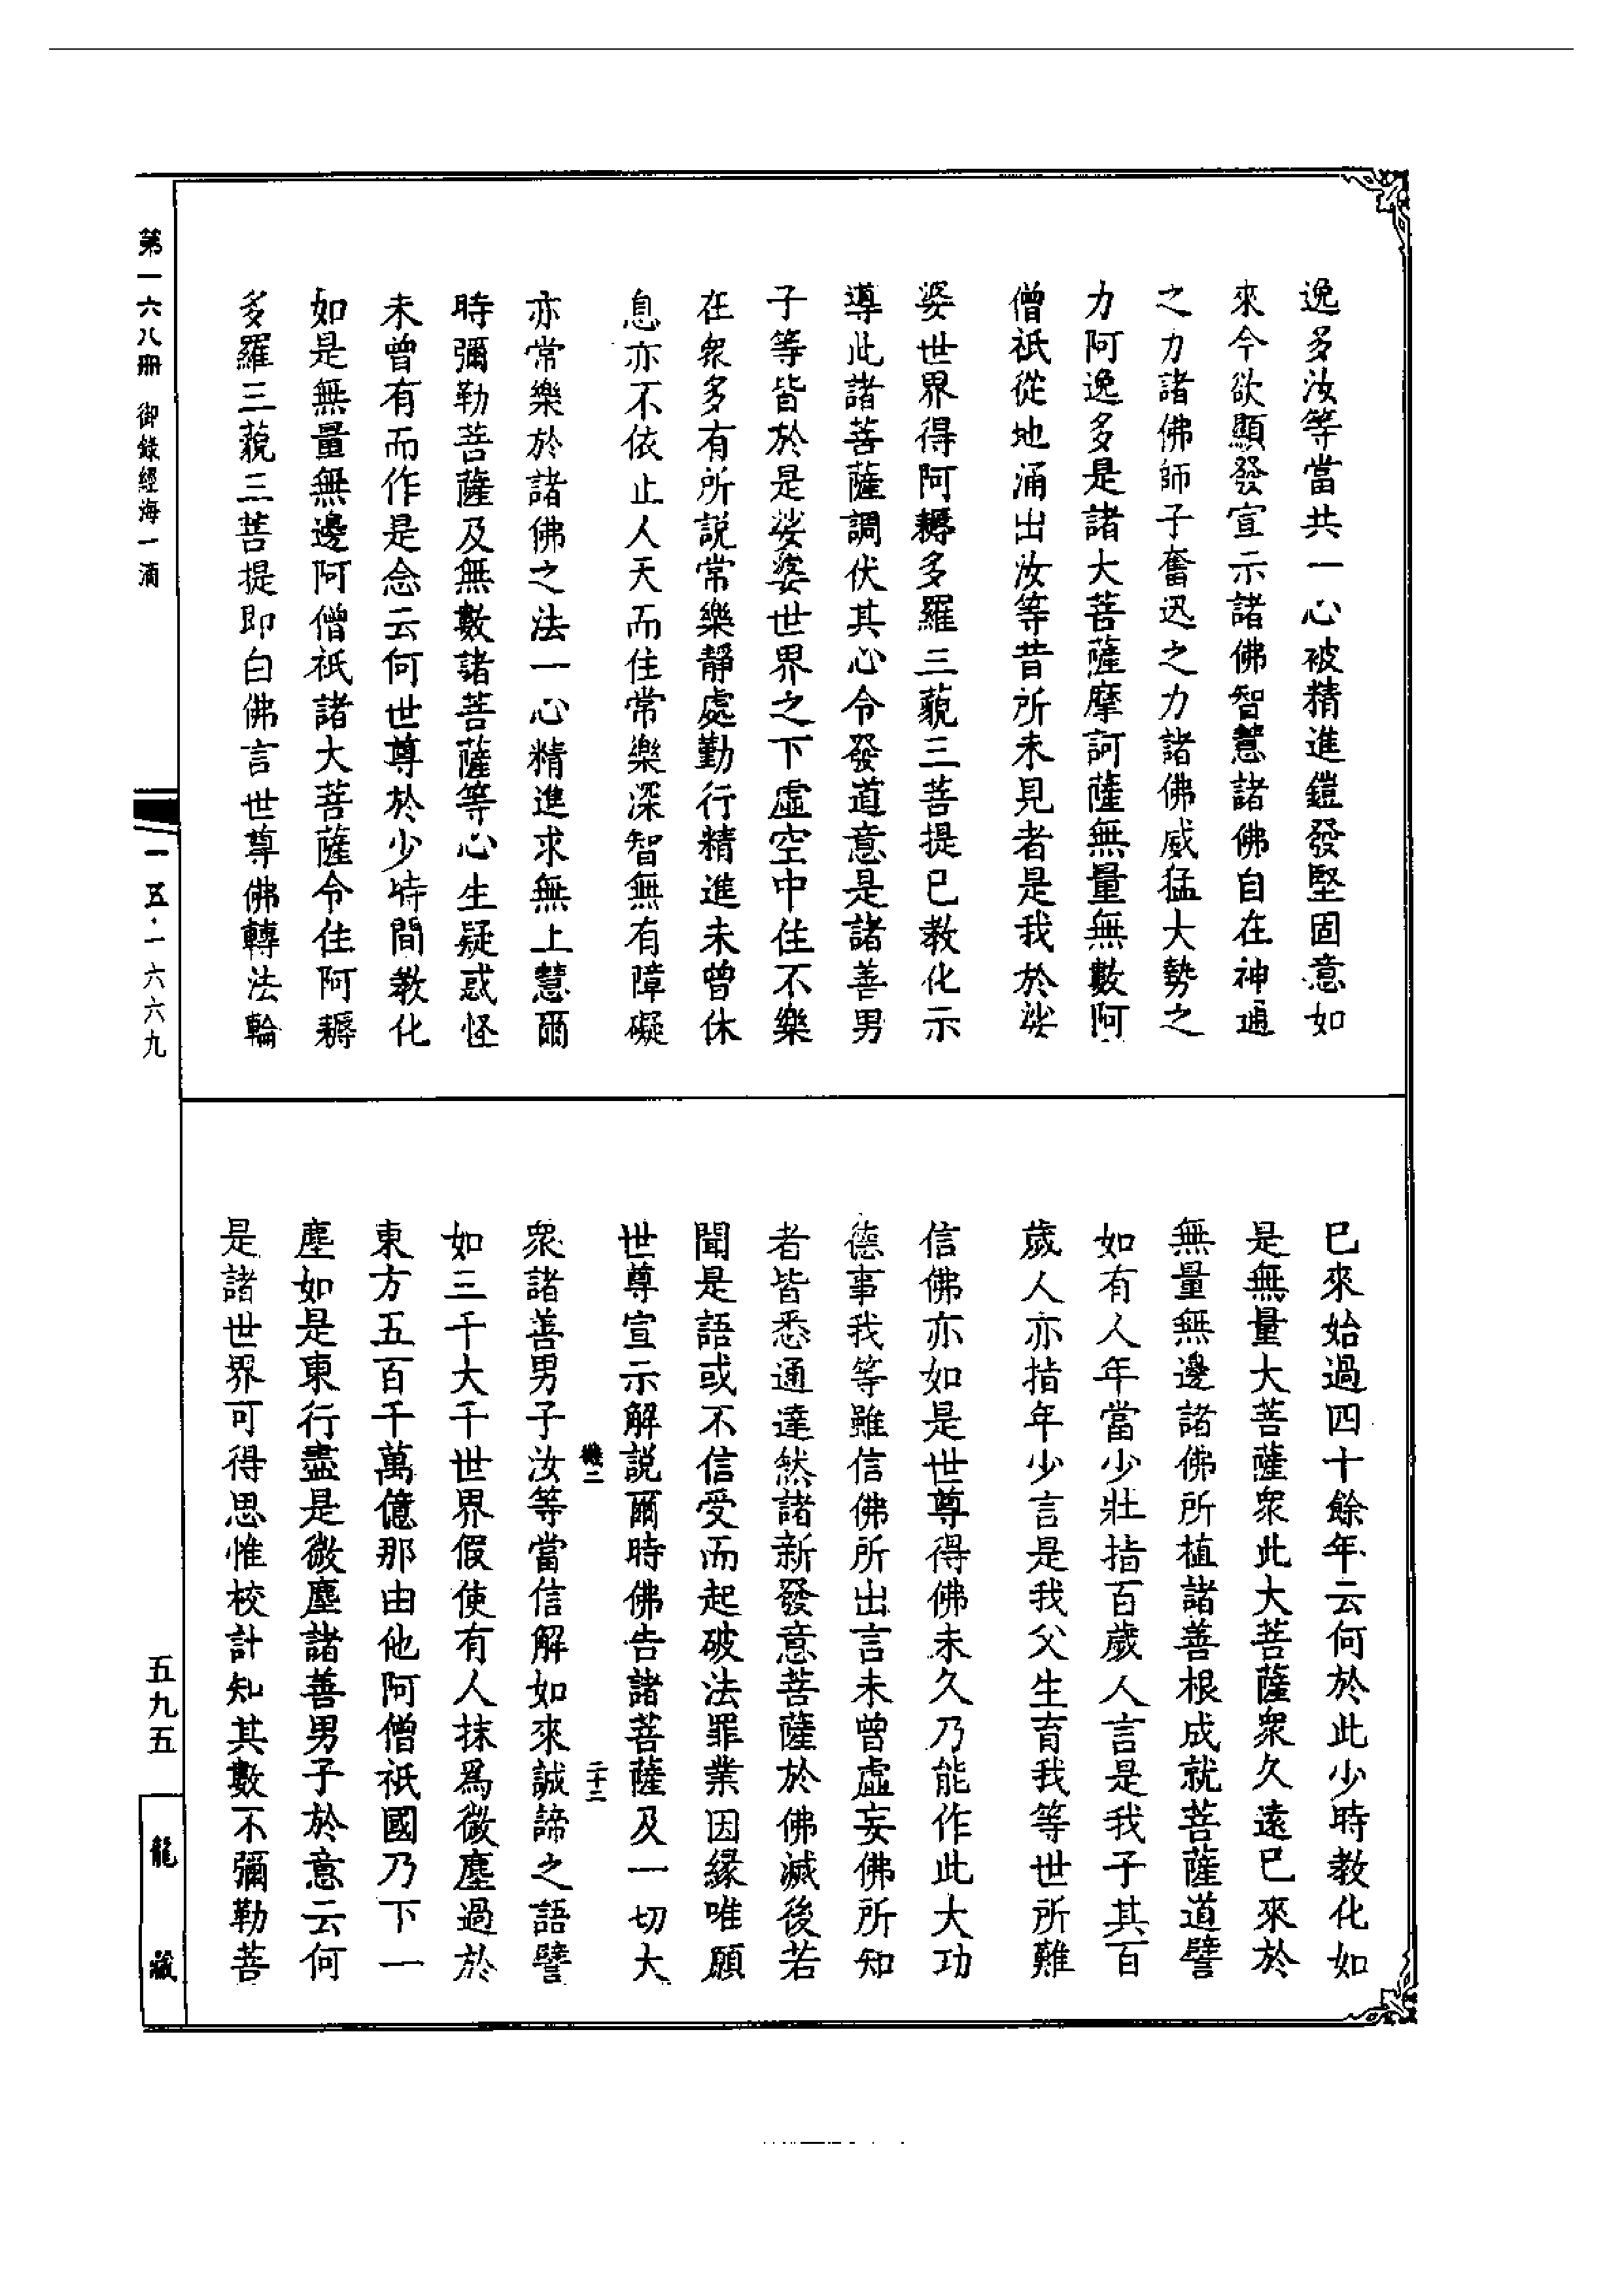 逸多汝等當共一心被精進鎧發堅固意如
來今欲顯發宣示諸佛智慧諸佛自在神通
之力諸佛師子奮迅之力諸佛威猛大勢之
力阿逸多是諸大菩薩摩訶薩無量無數阿
僧祇從地涌出汝等昔所未見者是我於娑
婆世界得阿耨多羅三藐三菩提已教化示
導此諸菩薩調伏其心令發道意是諸善男
子等皆於是娑婆世界之下虛空中住不樂
在衆多有所説常樂靜處勤行精進未曾休
息亦不依止人天而住常樂深智無有障礙
亦常樂於諸佛之法一心精進求無上慧爾
時彌勒菩薩及無數諸菩薩等心生疑惑怪
未曾有而作是念云何世尊於少時間教化
如是無量無邊阿僧祇諸大菩薩令住阿耨
多羅三藐三菩提即白佛言世尊佛轉法輪
巳來始過四十餘年云何於此少時教化如
是無量大菩薩衆此大菩薩衆久遠巳來於
無量無邊諸佛所植諸善根成就菩薩道譬
如有人年當少壯指百歲人言是我子其百
歲人亦指年少言是我父生育我等世所難
信佛亦如是世尊得佛未久乃能作此大功
德事我等雖信佛所出言未曾虛妄佛所知
者皆悉通達然諸新發意菩薩於佛滅後若
聞是語或不信受而起破法罪業因緣唯願
世尊宣示解説爾時佛告諸菩薩及一切大
二十二
衆諸善男子汝等當信解如來誠諦之語譬
如三千大千世界假使有人抹爲微塵過於
東方五百千萬億那由他阿僧祇國乃下一
塵如是東行盡是微塵諸善男子於意云何
是諸世界可得思惟校計知其數不彌勒菩
第一六八册 御錄經海一滴
一五·一六六九
五九五
龍藏